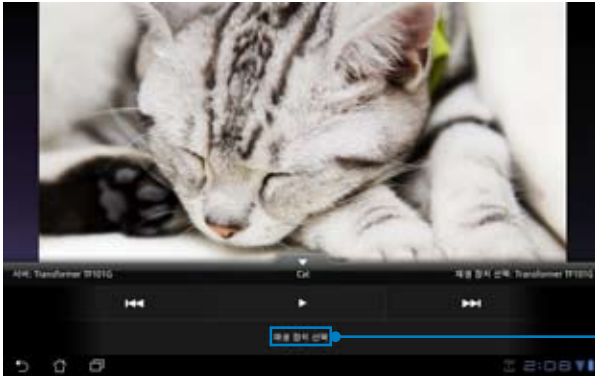 서버: Transformer TF101G
Cat
재생 장치 선택: Transformer TF101G
재생 장치 선택
2:08